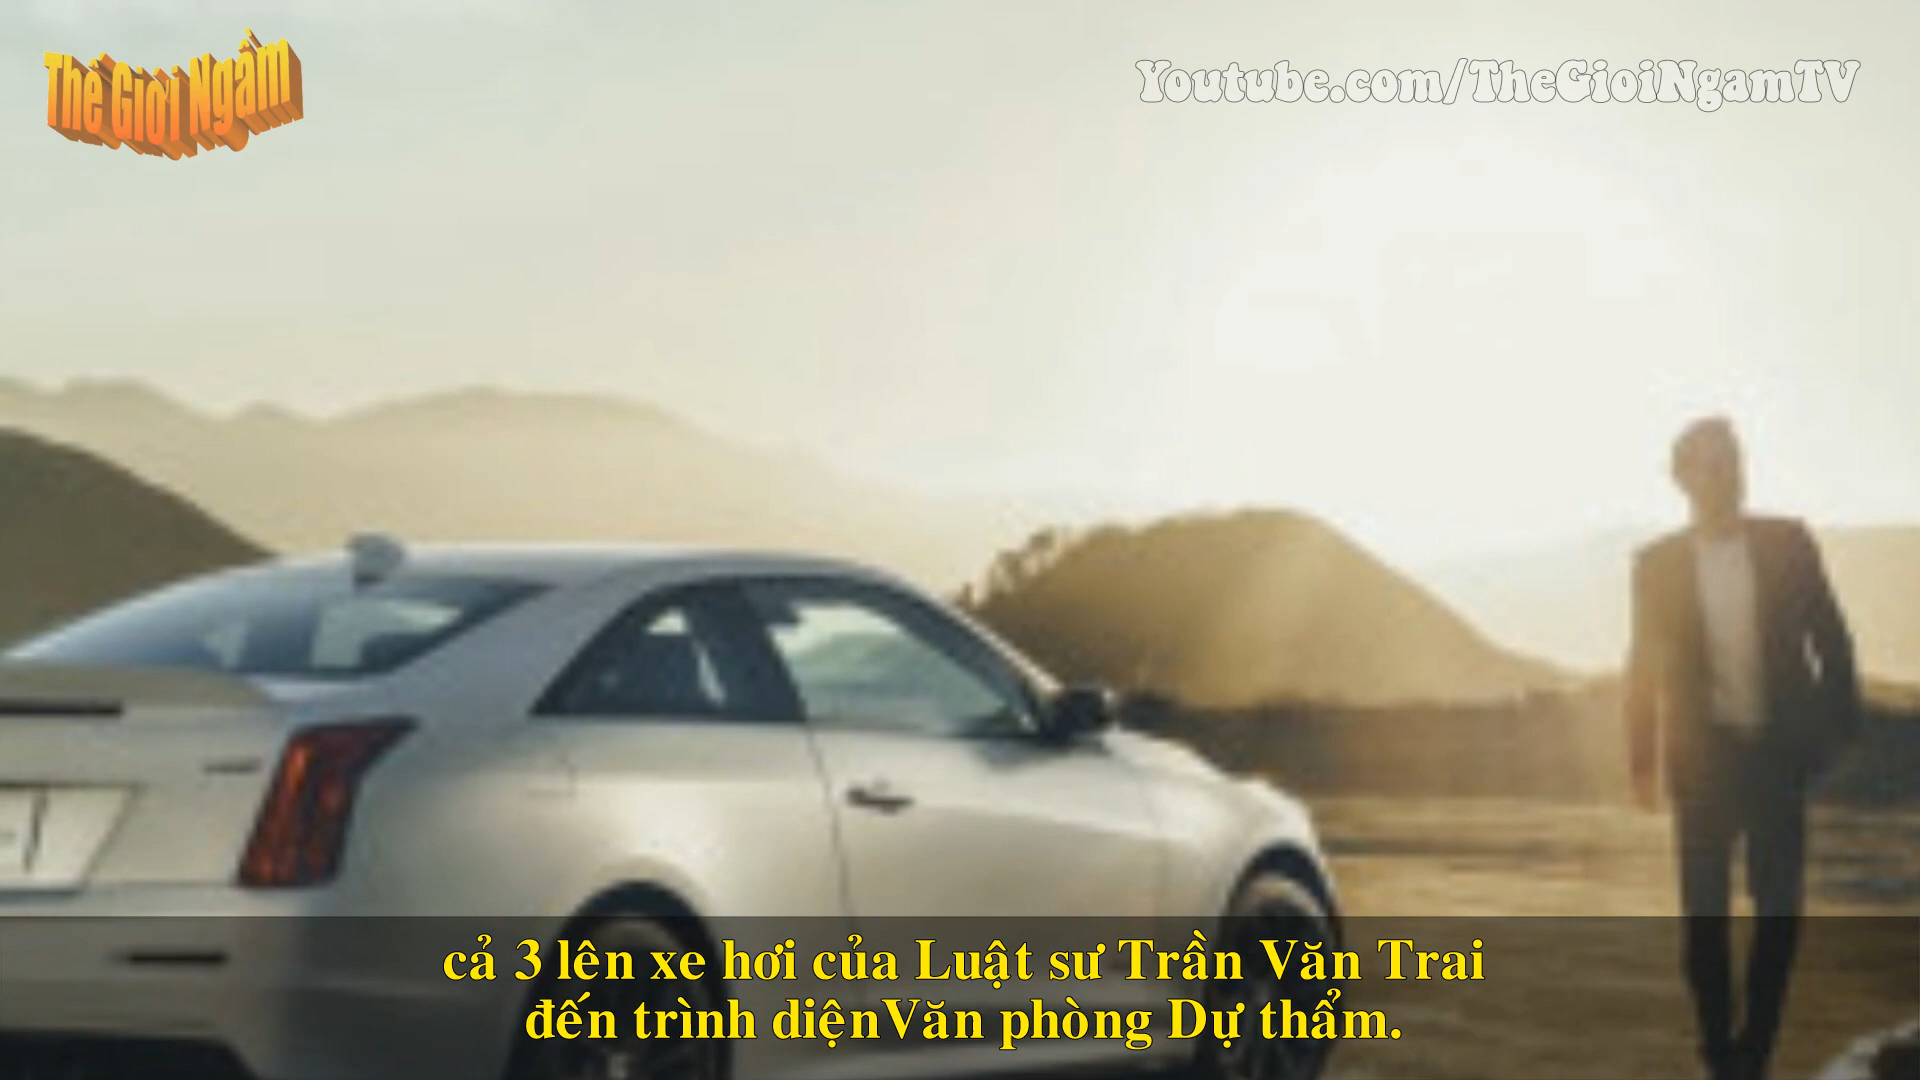 Thế Giới Ngầm
Youtube.com/TheGioiNgamTV
cả 3 lên xe hơi của Luật sư Trần Văn Trai
đến trình diệnVăn phòng Dự thẩm.